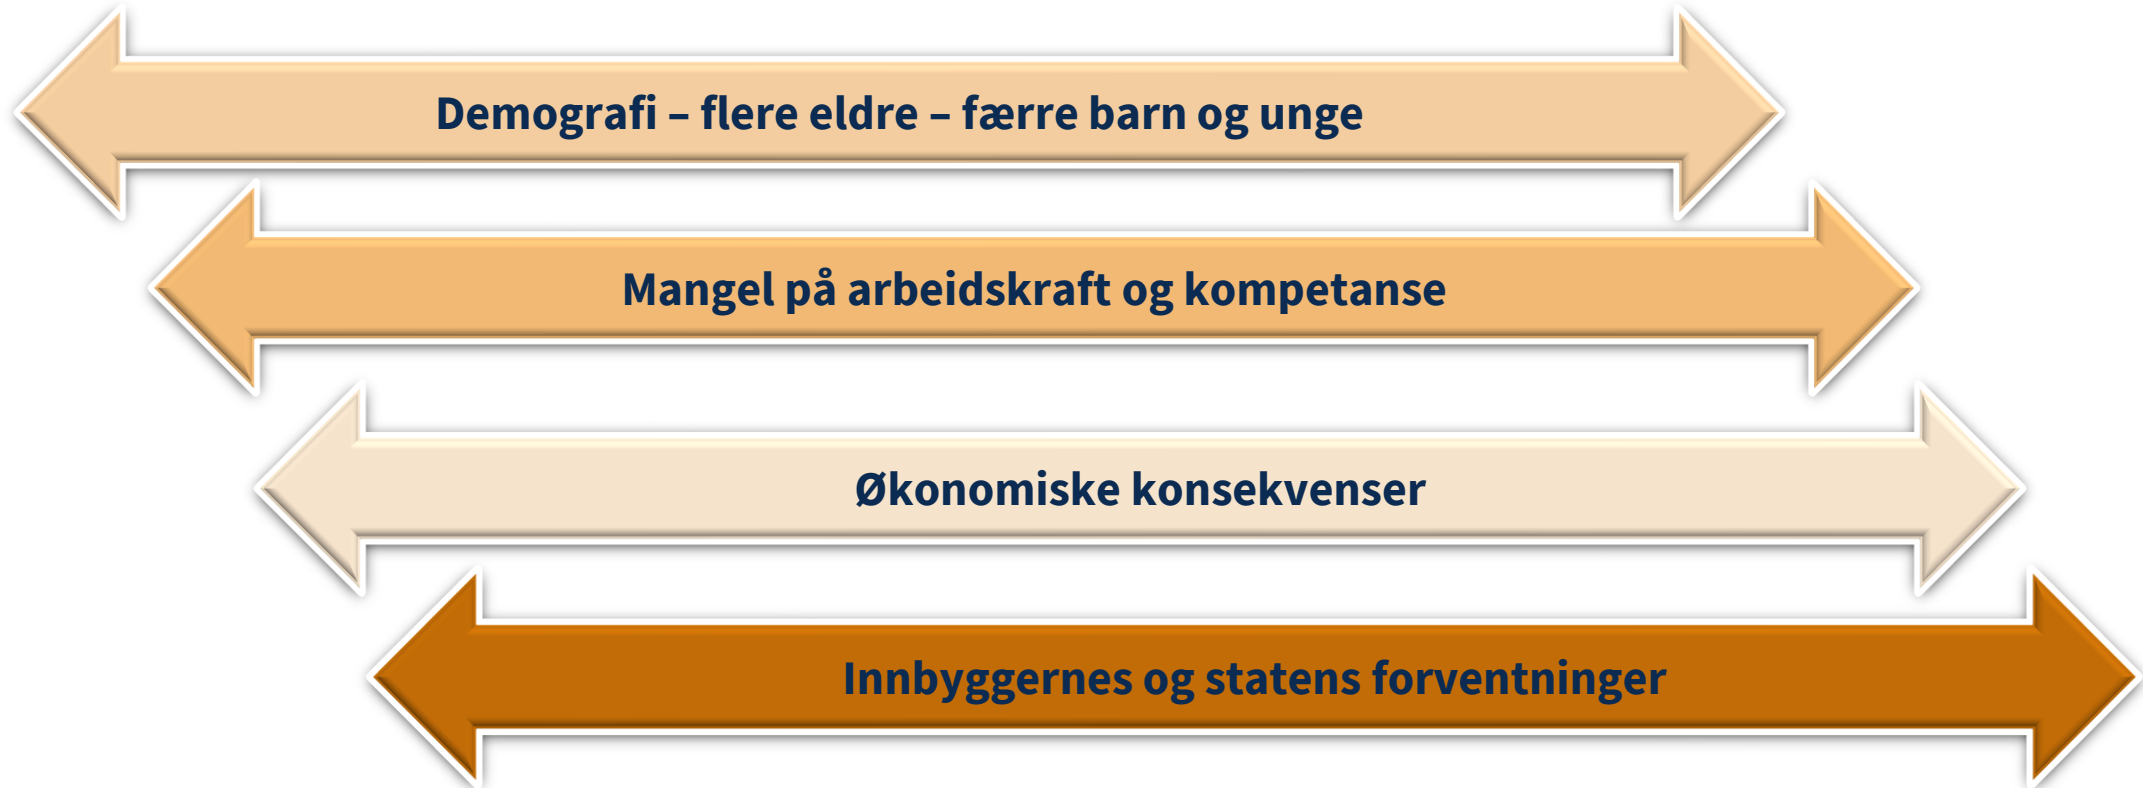 Demografi – flere eldre – færre barn og unge
Mangel på arbeidskraft og kompetanse
Økonomiske konsekvenser
Innbyggernes og statens forventninger